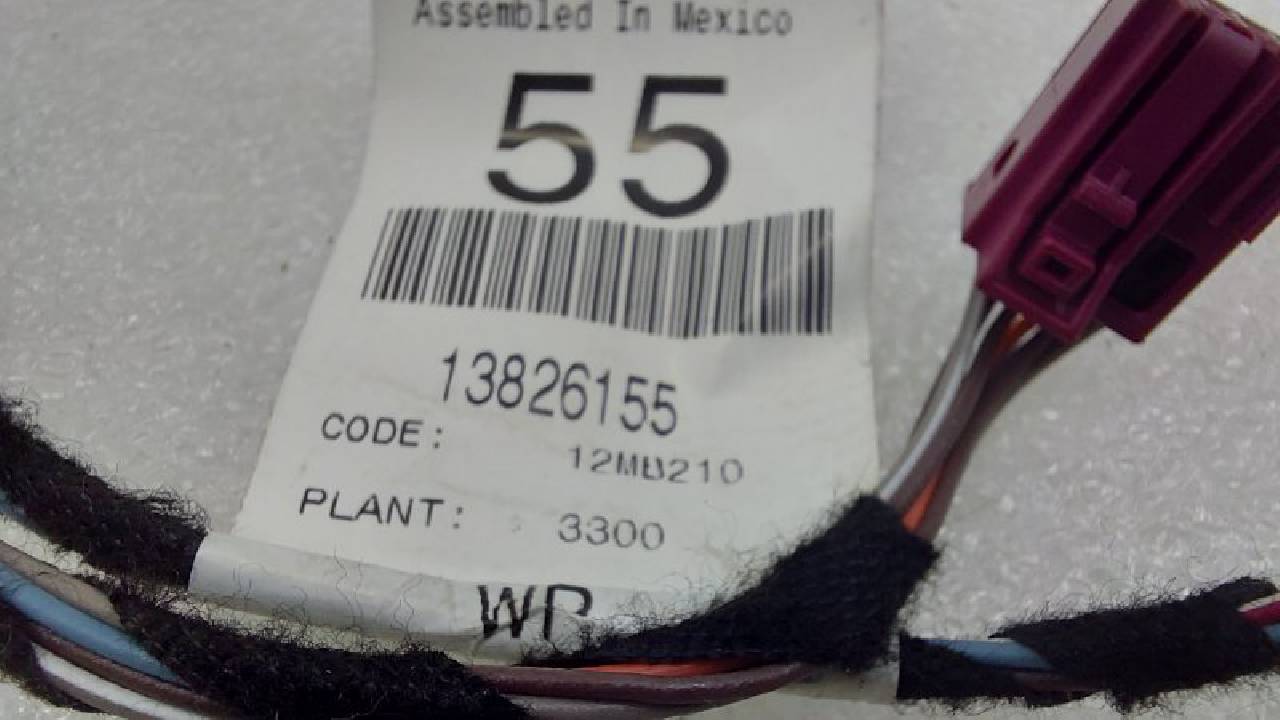 Assembled In Mexico
55
13826155
CODE: 12MB210
PLANT: 3300
WP